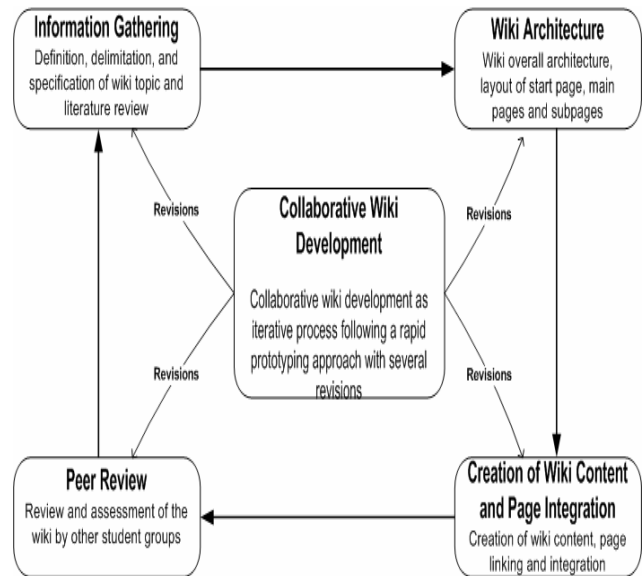 Information Gathering
Definition, delimitation, and
specification of wiki topic and
literature review
Wiki Architecture
Wiki overall architecture,
layout of start page, main
pages and subpages
Revisions
Revisions
Collaborative Wiki
Development
Collaborative wiki development as
iterative process following a rapid
prototyping approach with several
revisions
Revisions
Revisions
Peer Review
Review and assessment of the
wiki by other student groups
Creation of Wiki Content
and Page Integration
Creation of wiki content, page
linking and integration